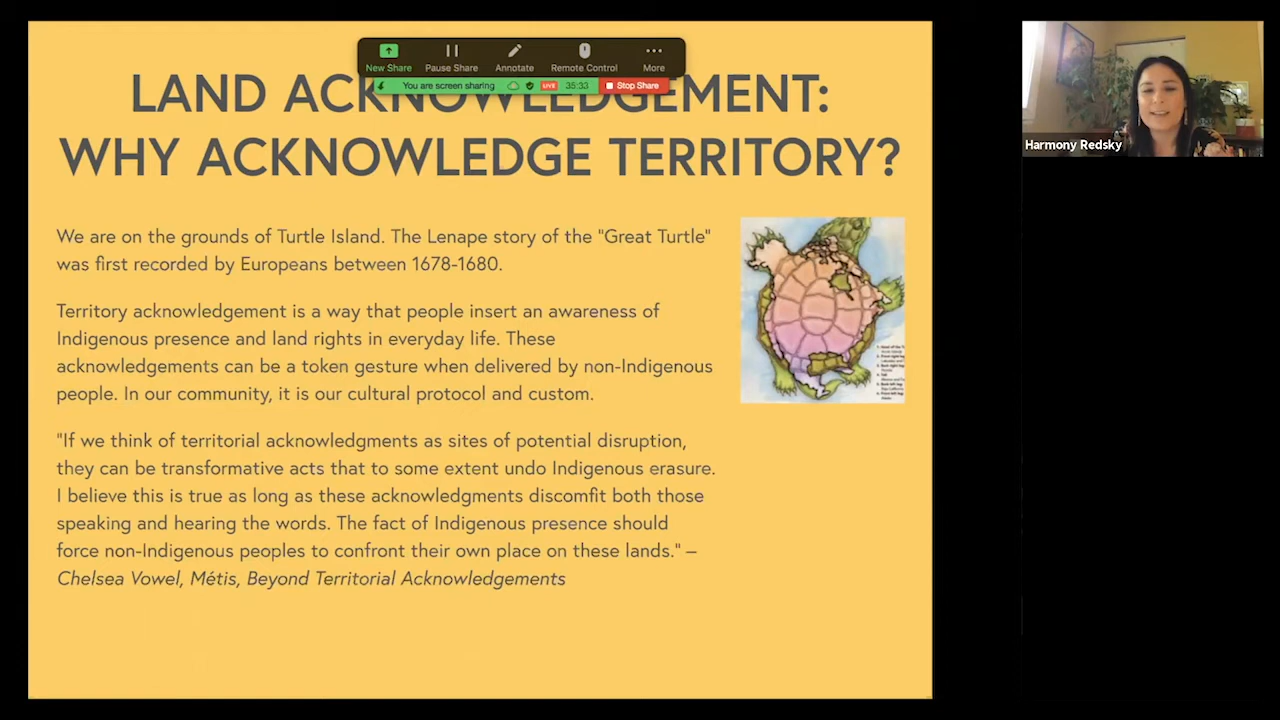 New Share
Pause Share
Annotate
Remote Control
More
You are screen sharing
LIVE
35:33
Stop Share
LAND ACKNOWLEDGEMENT:
WHY ACKNOWLEDGE TERRITORY?
We are on the grounds of Turtle Island. The Lenape story of the "Great Turtle"
was first recorded by Europeans between 1678-1680.
Territory acknowledgement is a way that people insert an awareness of
Indigenous presence and land rights in everyday life. These
acknowledgements can be a token gesture when delivered by non-Indigenous
people. In our community, it is our cultural protocol and custom.
"If we think of territorial acknowledgments as sites of potential disruption,
they can be transformative acts that to some extent undo Indigenous erasure.
I believe this is true as long as these acknowledgments discomfit both those
speaking and hearing the words. The fact of Indigenous presence should
force non-Indigenous peoples to confront their own place on these lands." –
Chelsea Vowel, Métis, Beyond Territorial Acknowledgements
Harmony Redsky